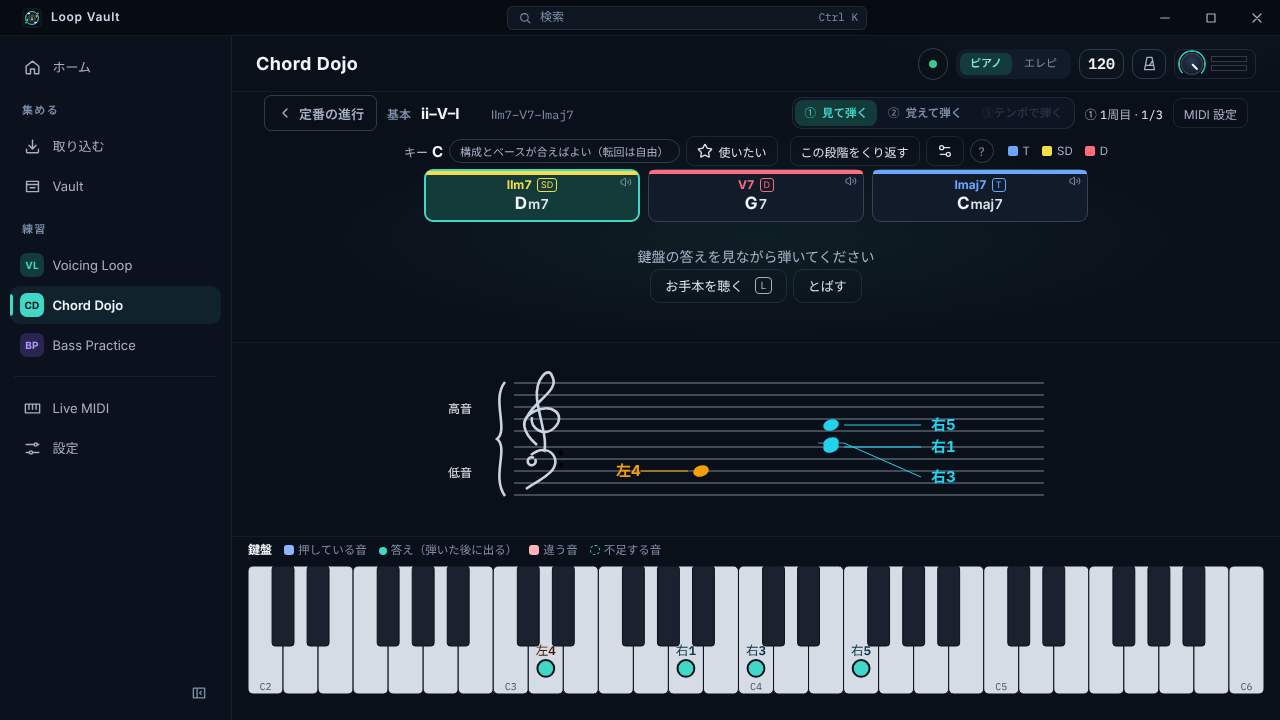 Loop Vault
検索
Ctrl K
ホーム
集める
取り込む
Vault
練習
VL Voicing Loop
CD Chord Dojo
BP Bass Practice
Live MIDI
設定
Chord Dojo
ピアノ エレピ 120
定番の進行 基本 ii–V–I IIm7–V7–Imaj7
① 見て弾く ② 覚えて弾く ③テンポで弾く ① 1周目 · 1/3 MIDI 設定
キー C 構成とベースが合えばよい（転回は自由） 使いたい この段階をくり返す ? T SD D
IIm7 SD
Dm7
V7 D
G7
Imaj7 T
Cmaj7
鍵盤の答えを見ながら弾いてください
お手本を聴く L とばす
高音
低音
左4
右5
右1
右3
鍵盤 押している音 答え（弾いた後に出る） 違う音 不足する音
左4 右1 右3 右5
C2 C3 C4 C5 C6